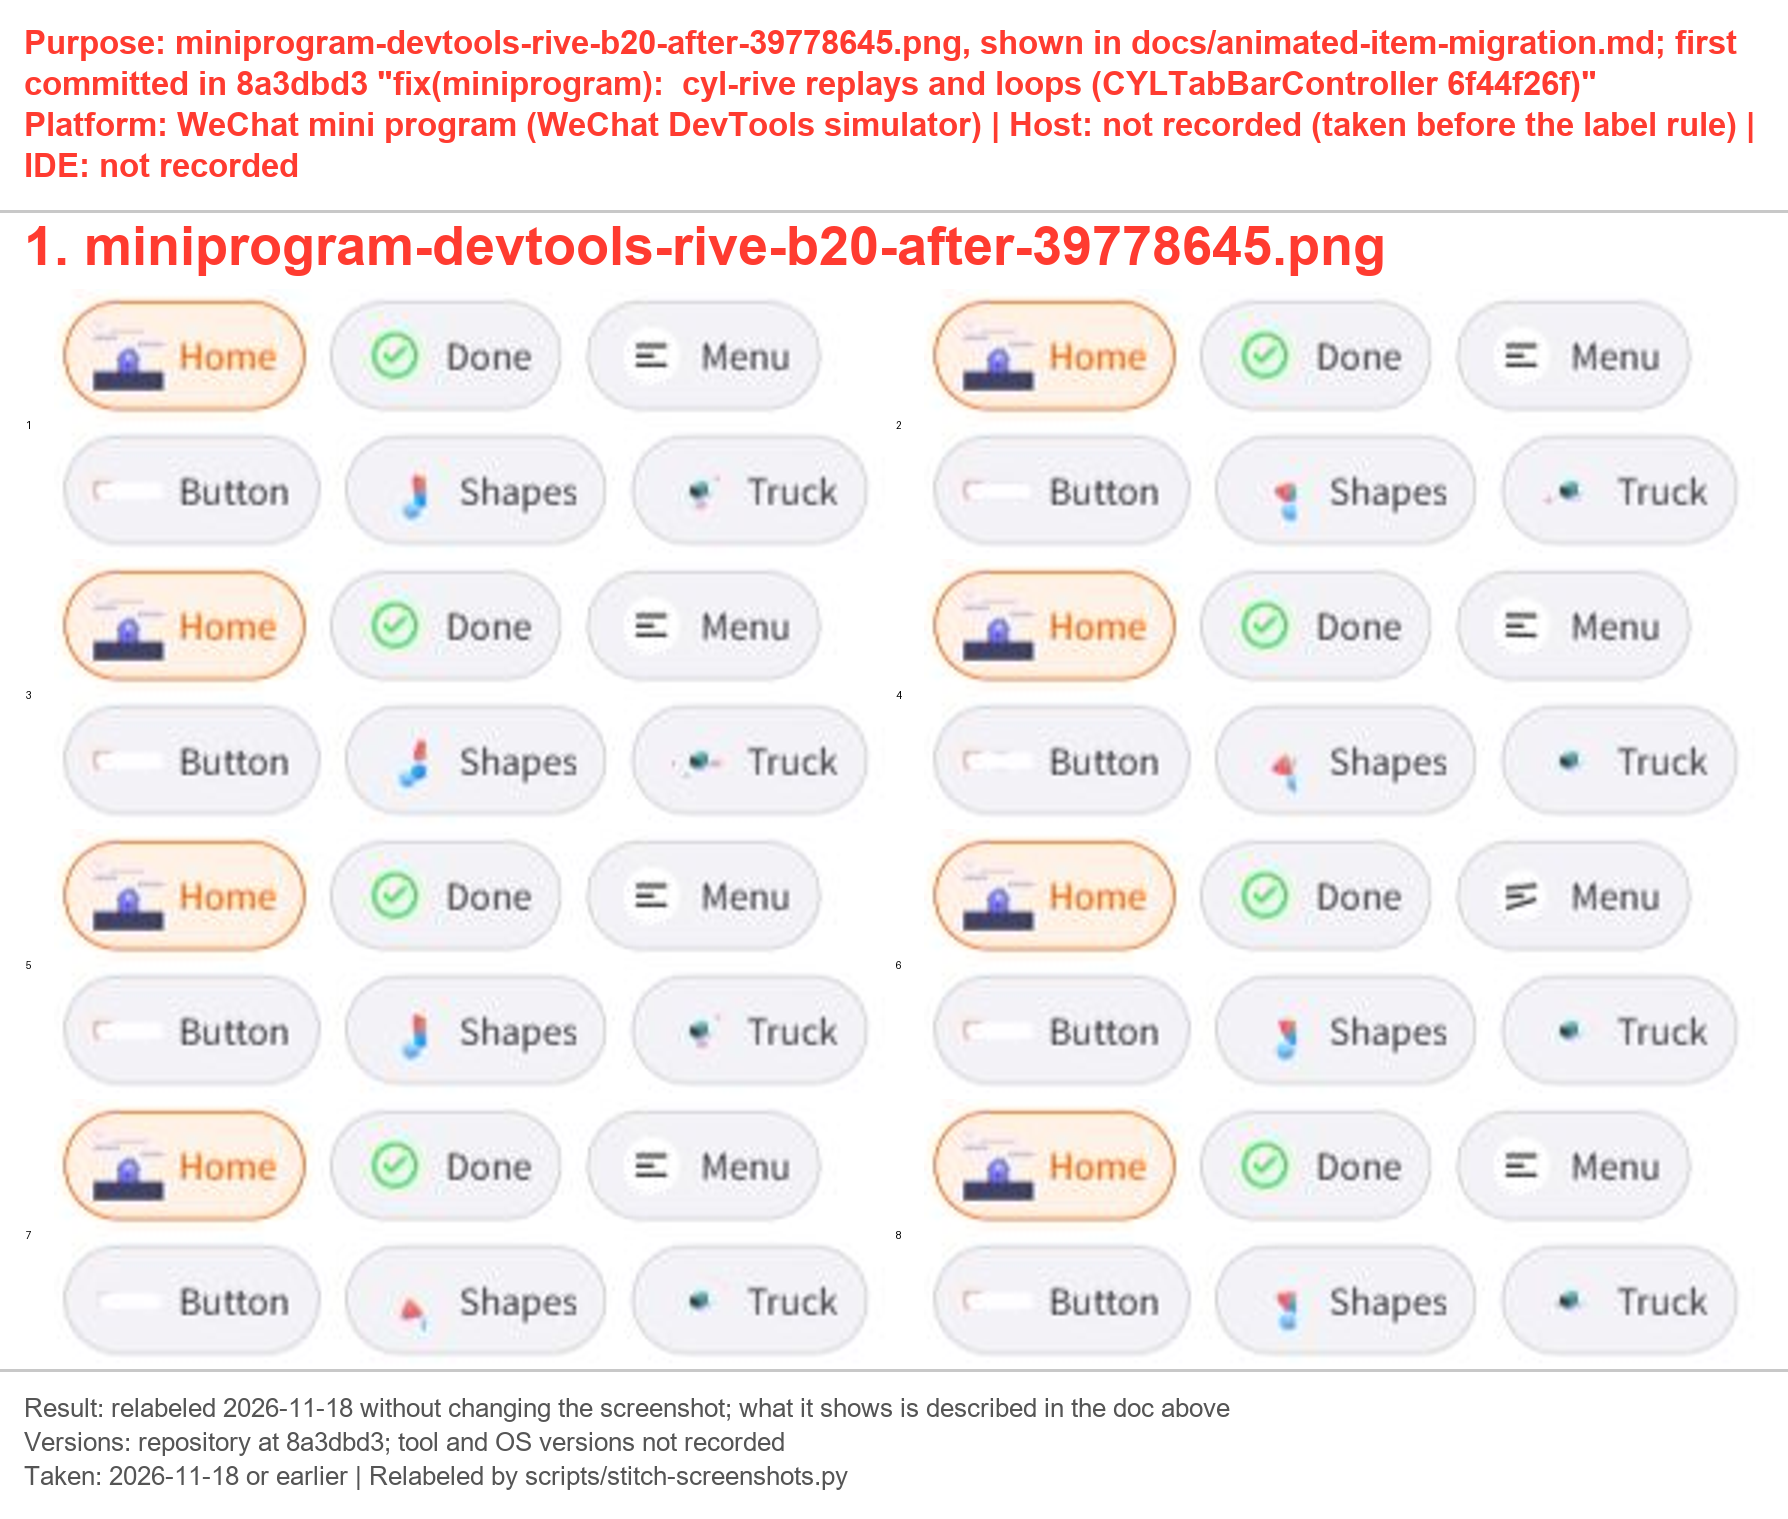 Purpose: miniprogram-devtools-rive-b20-after-39778645.png, shown in docs/animated-item-migration.md; first
committed in 8a3dbd3 "fix(miniprogram):  cyl-rive replays and loops (CYLTabBarController 6f44f26f)"
Platform: WeChat mini program (WeChat DevTools simulator) | Host: not recorded (taken before the label rule) |
IDE: not recorded
1. miniprogram-devtools-rive-b20-after-39778645.png
Home Done Menu Home Done Menu
1 2
Button Shapes Truck Button Shapes Truck
Home Done Menu Home Done Menu
3 4
Button Shapes Truck Button Shapes Truck
Home Done Menu Home Done Menu
5 6
Button Shapes Truck Button Shapes Truck
Home Done Menu Home Done Menu
7 8
Button Shapes Truck Button Shapes Truck
Result: relabeled 2026-11-18 without changing the screenshot; what it shows is described in the doc above
Versions: repository at 8a3dbd3; tool and OS versions not recorded
Taken: 2026-11-18 or earlier | Relabeled by scripts/stitch-screenshots.py